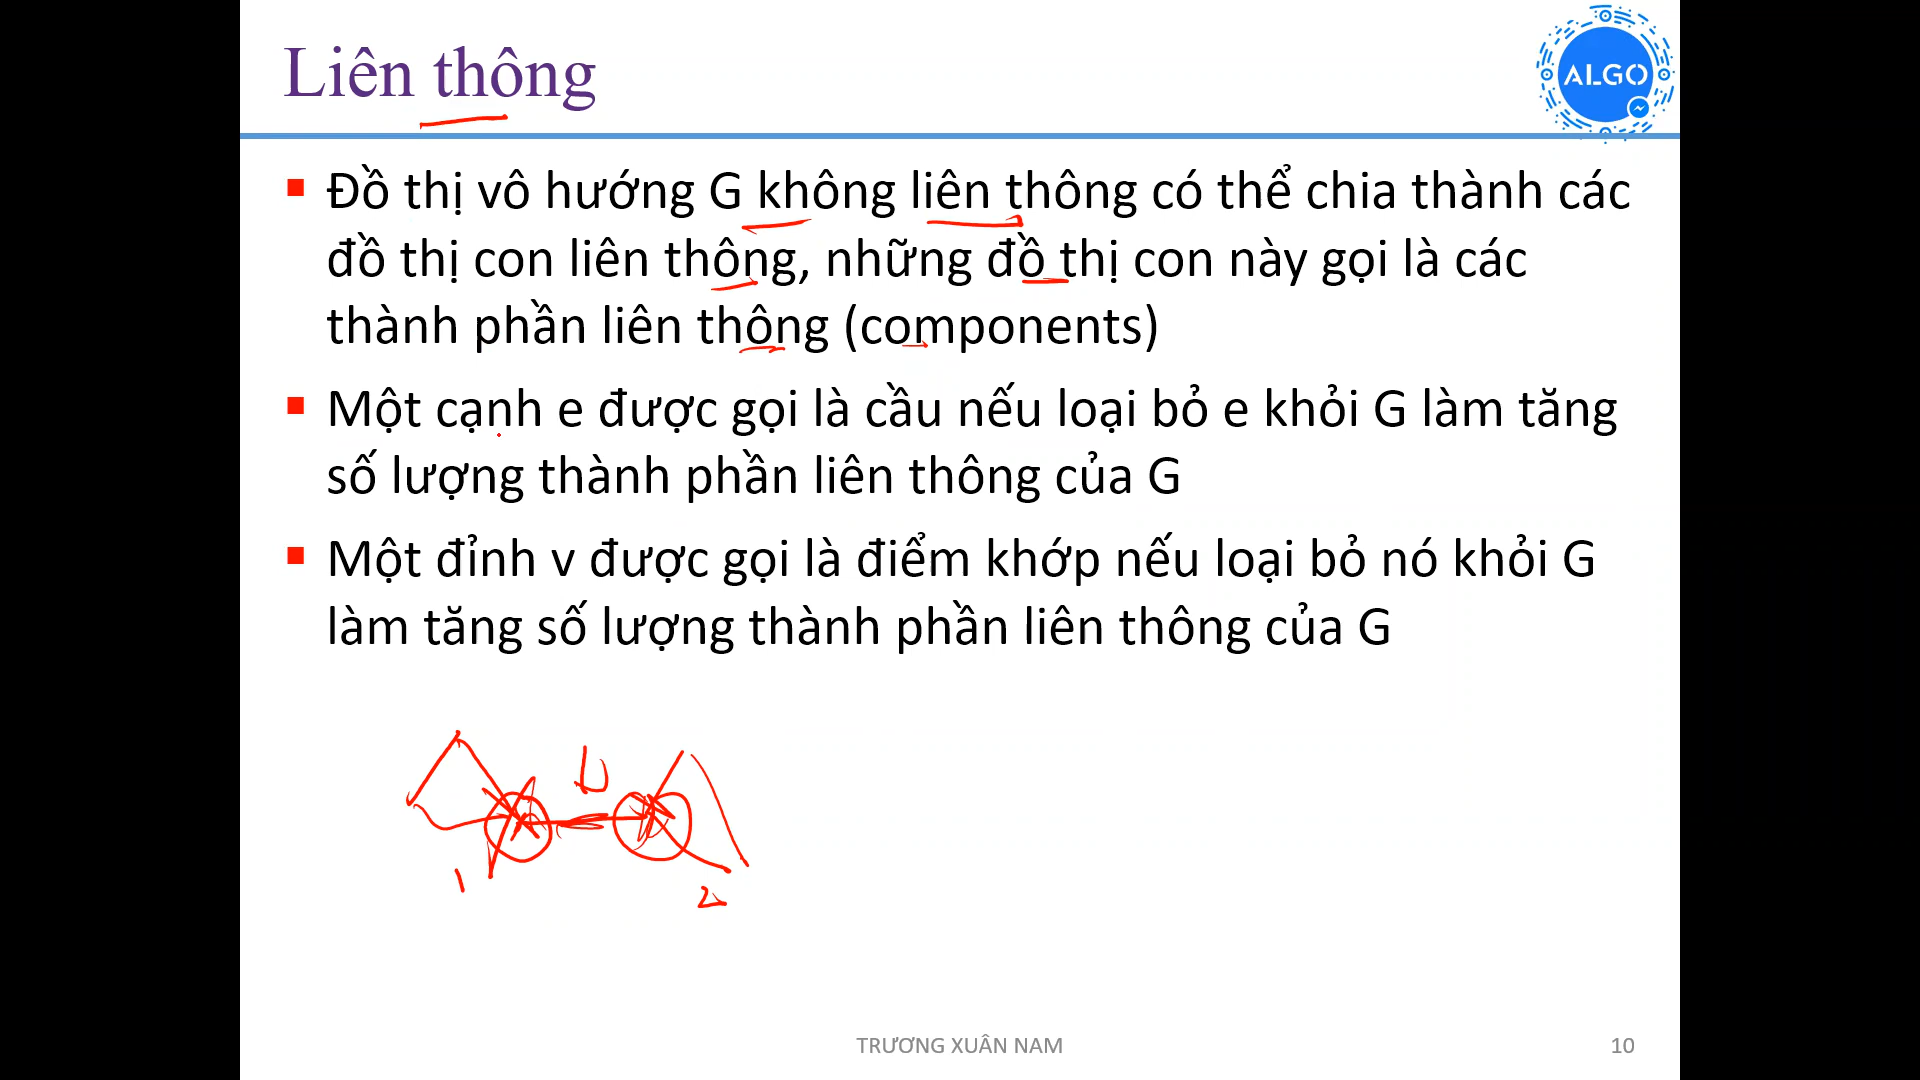 Liên thông
ALGO
Đồ thị vô hướng G không liên thông có thể chia thành các
đồ thị con liên thông, những đồ thị con này gọi là các
thành phần liên thông (components)
Một cạnh e được gọi là cầu nếu loại bỏ e khỏi G làm tăng
số lượng thành phần liên thông của G
Một đỉnh v được gọi là điểm khớp nếu loại bỏ nó khỏi G
làm tăng số lượng thành phần liên thông của G
1
2
TRƯƠNG XUÂN NAM
10